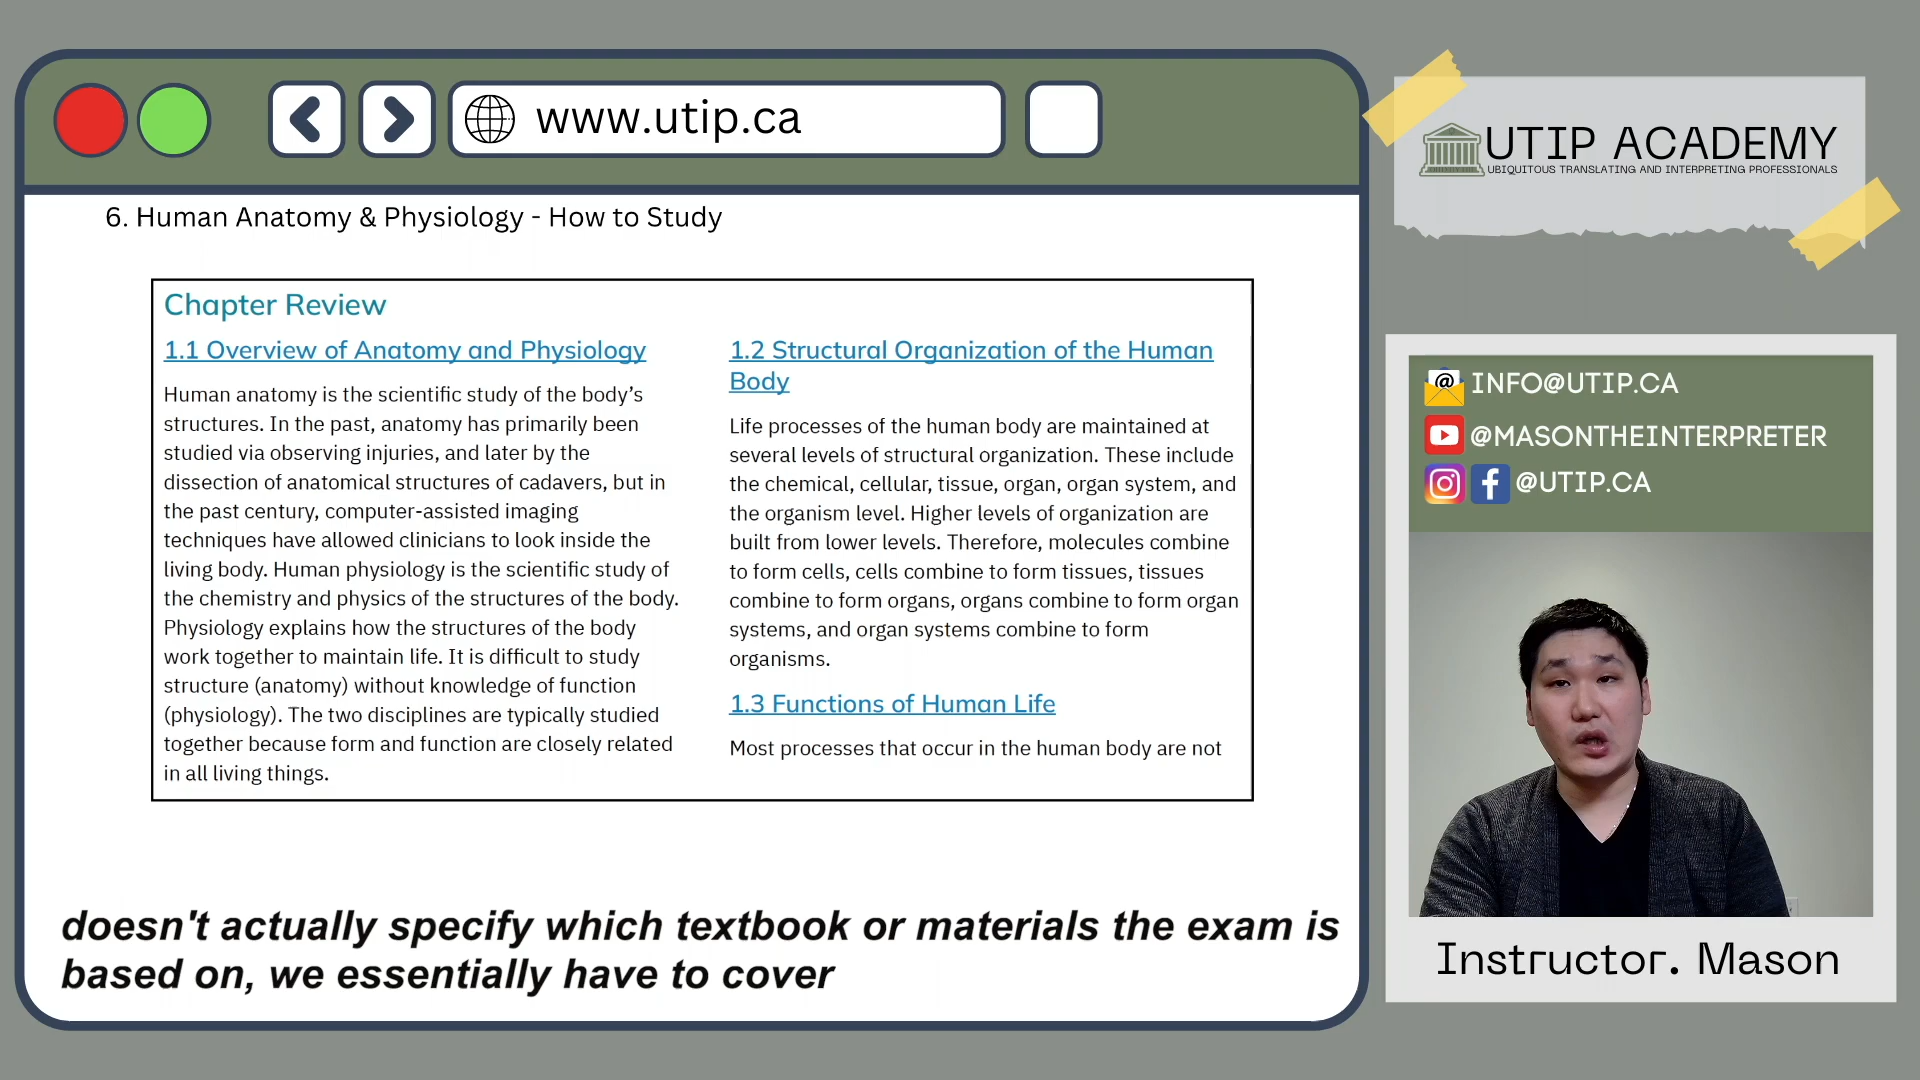 www.utip.ca
6. Human Anatomy & Physiology - How to Study
Chapter Review
1.1 Overview of Anatomy and Physiology
Human anatomy is the scientific study of the body’s
structures. In the past, anatomy has primarily been
studied via observing injuries, and later by the
dissection of anatomical structures of cadavers, but in
the past century, computer-assisted imaging
techniques have allowed clinicians to look inside the
living body. Human physiology is the scientific study of
the chemistry and physics of the structures of the body.
Physiology explains how the structures of the body
work together to maintain life. It is difficult to study
structure (anatomy) without knowledge of function
(physiology). The two disciplines are typically studied
together because form and function are closely related
in all living things.
1.2 Structural Organization of the Human
Body
Life processes of the human body are maintained at
several levels of structural organization. These include
the chemical, cellular, tissue, organ, organ system, and
the organism level. Higher levels of organization are
built from lower levels. Therefore, molecules combine
to form cells, cells combine to form tissues, tissues
combine to form organs, organs combine to form organ
systems, and organ systems combine to form
organisms.
1.3 Functions of Human Life
Most processes that occur in the human body are not
doesn't actually specify which textbook or materials the exam is
based on, we essentially have to cover
UTIP ACADEMY
UBIQUITOUS TRANSLATING AND INTERPRETING PROFESSIONALS
INFO@UTIP.CA
@MASONTHEINTERPRETER
@UTIP.CA
Instructor. Mason